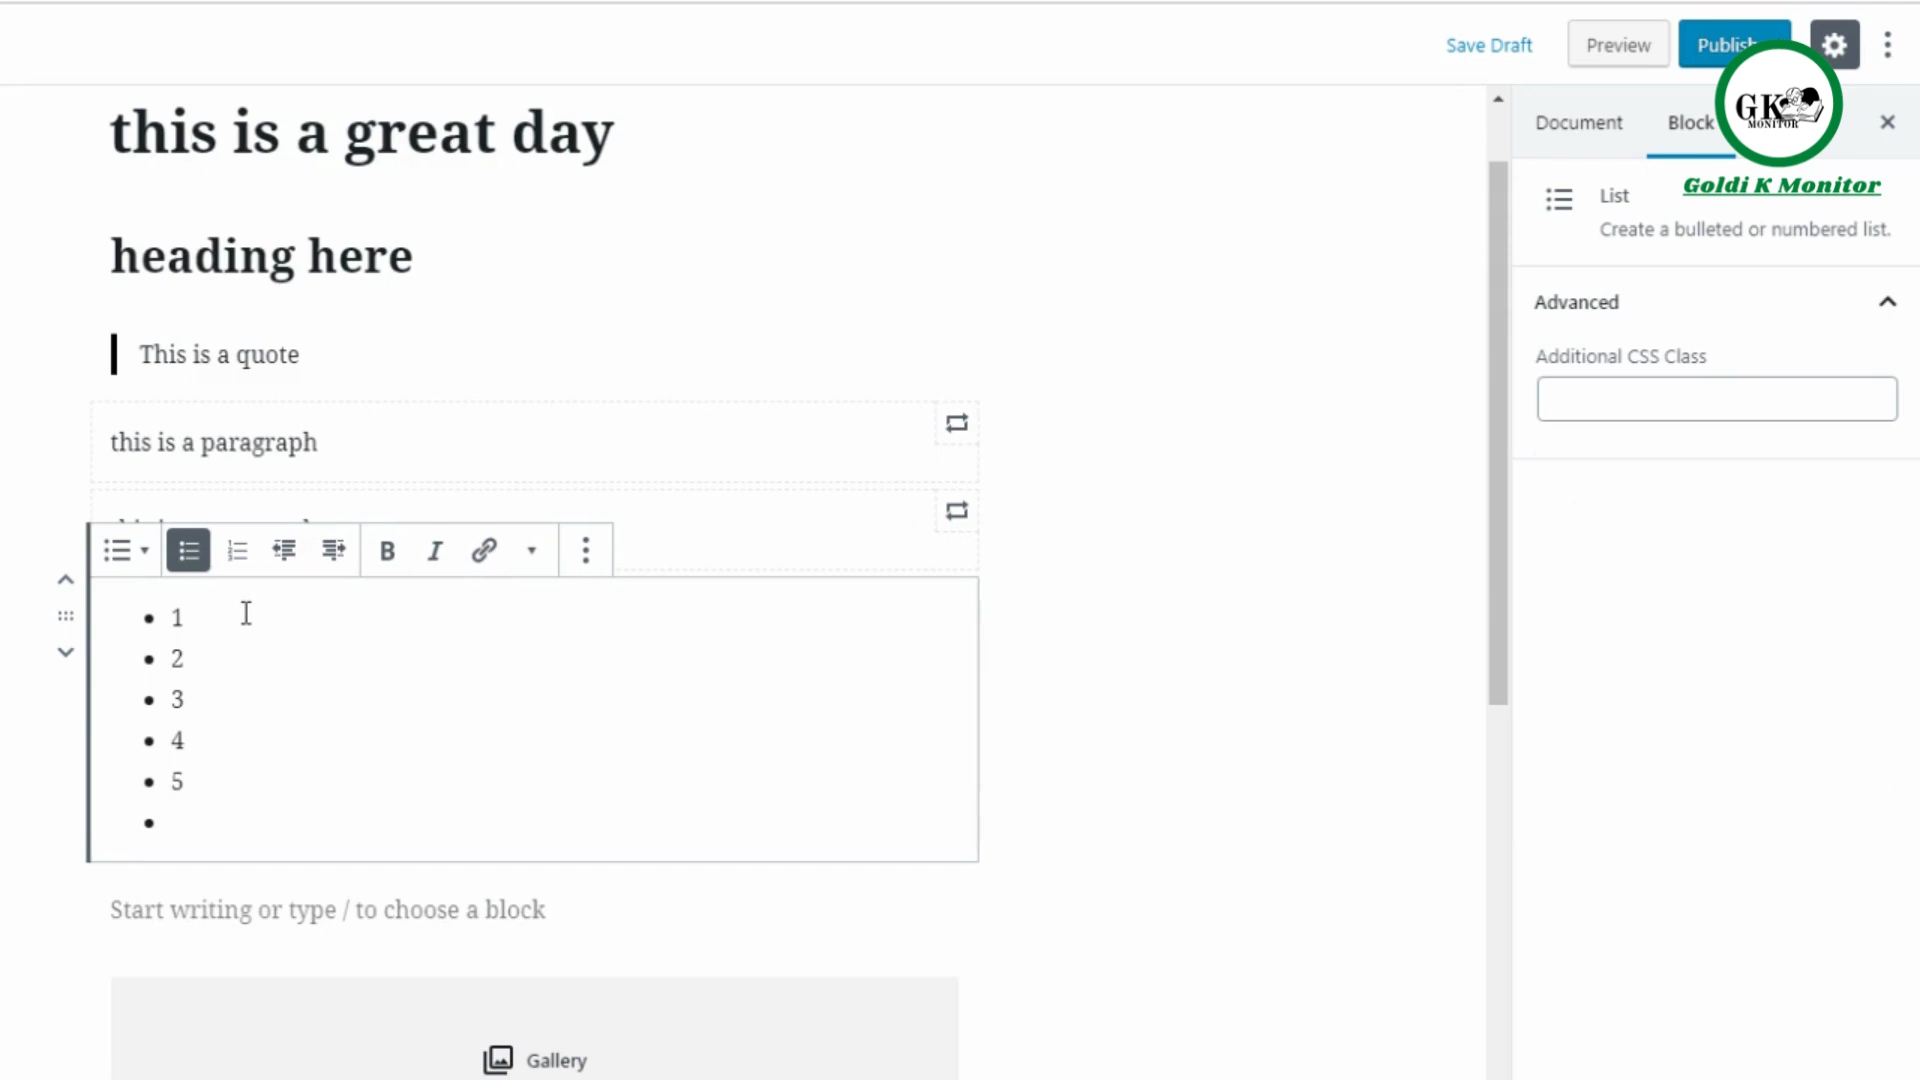 Save Draft
Preview
Publish
this is a great day
Document
Block
GK
MONITOR
Goldi K Monitor
List
Create a bulleted or numbered list.
heading here
Advanced
This is a quote
Additional CSS Class
this is a paragraph
B I
1
2
3
4
5
Start writing or type / to choose a block
Gallery